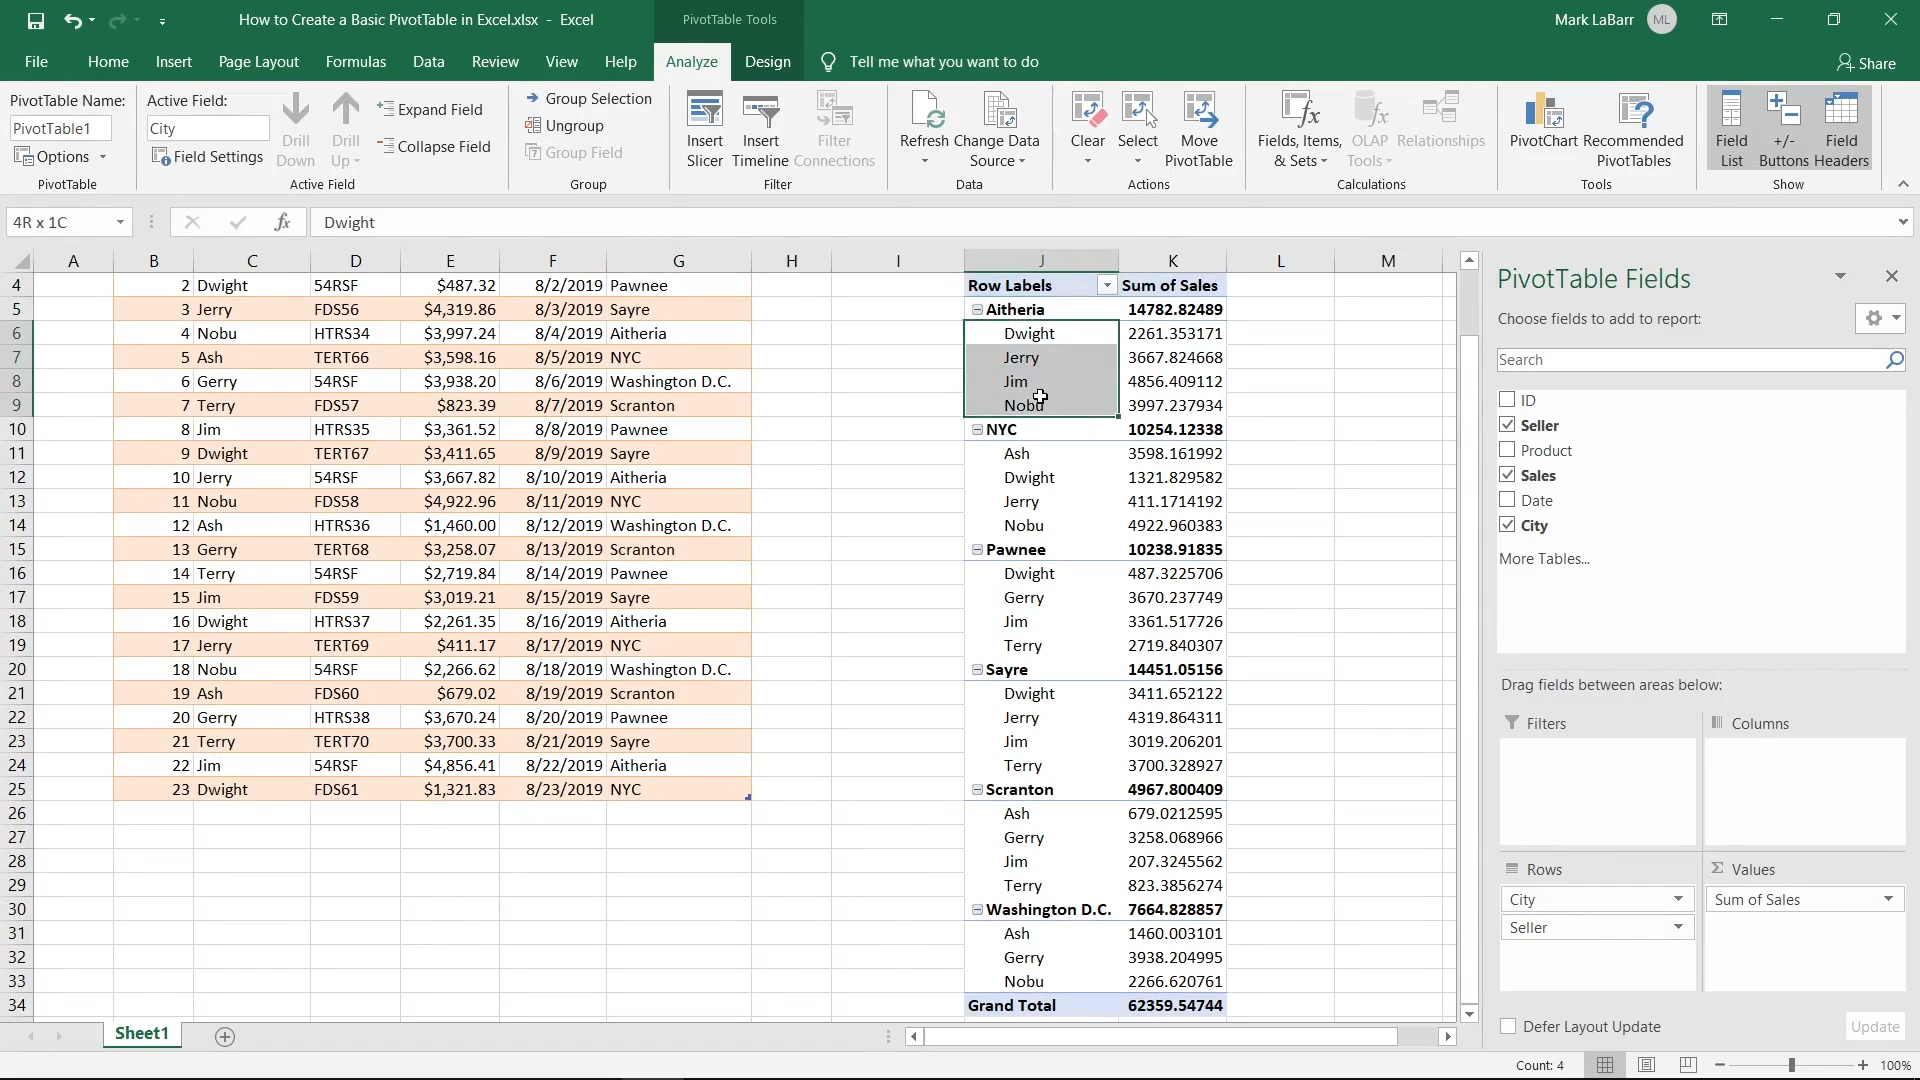 How to Create a Basic PivotTable in Excel.xlsx - Excel
PivotTable Tools
Mark LaBarr ML
File Home Insert Page Layout Formulas Data Review View Help Analyze Design Tell me what you want to do Share
PivotTable Name:
PivotTable1
Options
PivotTable
Active Field:
City
Field Settings
Drill Down
Drill Up
Expand Field
Collapse Field
Active Field
Group Selection
Ungroup
Group Field
Group
Insert Slicer
Insert Timeline
Filter Connections
Filter
Refresh
Change Data Source
Data
Clear
Select
Move PivotTable
Actions
Fields, Items, & Sets
OLAP Tools
Relationships
Calculations
PivotChart
Recommended PivotTables
Tools
Field List
+/- Buttons
Field Headers
Show
4R x 1C fx Dwight
A B C D E F G H I J K L M
4 2 Dwight 54RSF $487.32 8/2/2019 Pawnee Row Labels Sum of Sales
5 3 Jerry FDS56 $4,319.86 8/3/2019 Sayre Aitheria 14782.82489
6 4 Nobu HTRS34 $3,997.24 8/4/2019 Aitheria Dwight 2261.353171
7 5 Ash TERT66 $3,598.16 8/5/2019 NYC Jerry 3667.824668
8 6 Gerry 54RSF $3,938.20 8/6/2019 Washington D.C. Jim 4856.409112
9 7 Terry FDS57 $823.39 8/7/2019 Scranton Nobu 3997.237934
10 8 Jim HTRS35 $3,361.52 8/8/2019 Pawnee NYC 10254.12338
11 9 Dwight TERT67 $3,411.65 8/9/2019 Sayre Ash 3598.161992
12 10 Jerry 54RSF $3,667.82 8/10/2019 Aitheria Dwight 1321.829582
13 11 Nobu FDS58 $4,922.96 8/11/2019 NYC Jerry 411.1714192
14 12 Ash HTRS36 $1,460.00 8/12/2019 Washington D.C. Nobu 4922.960383
15 13 Gerry TERT68 $3,258.07 8/13/2019 Scranton Pawnee 10238.91835
16 14 Terry 54RSF $2,719.84 8/14/2019 Pawnee Dwight 487.3225706
17 15 Jim FDS59 $3,019.21 8/15/2019 Sayre Gerry 3670.237749
18 16 Dwight HTRS37 $2,261.35 8/16/2019 Aitheria Jim 3361.517726
19 17 Jerry TERT69 $411.17 8/17/2019 NYC Terry 2719.840307
20 18 Nobu 54RSF $2,266.62 8/18/2019 Washington D.C. Sayre 14451.05156
21 19 Ash FDS60 $679.02 8/19/2019 Scranton Dwight 3411.652122
22 20 Gerry HTRS38 $3,670.24 8/20/2019 Pawnee Jerry 4319.864311
23 21 Terry TERT70 $3,700.33 8/21/2019 Sayre Jim 3019.206201
24 22 Jim 54RSF $4,856.41 8/22/2019 Aitheria Terry 3700.328927
25 23 Dwight FDS61 $1,321.83 8/23/2019 NYC Scranton 4967.800409
26 Ash 679.0212595
27 Gerry 3258.068966
28 Jim 207.3245562
29 Terry 823.3856274
30 Washington D.C. 7664.828857
31 Ash 1460.003101
32 Gerry 3938.204995
33 Nobu 2266.620761
34 Grand Total 62359.54744
PivotTable Fields
Choose fields to add to report:
Search
ID
Seller
Product
Sales
Date
City
More Tables...
Drag fields between areas below:
Filters Columns
Rows Values
City Sum of Sales
Seller
Defer Layout Update Update
Sheet1
Count: 4 100%